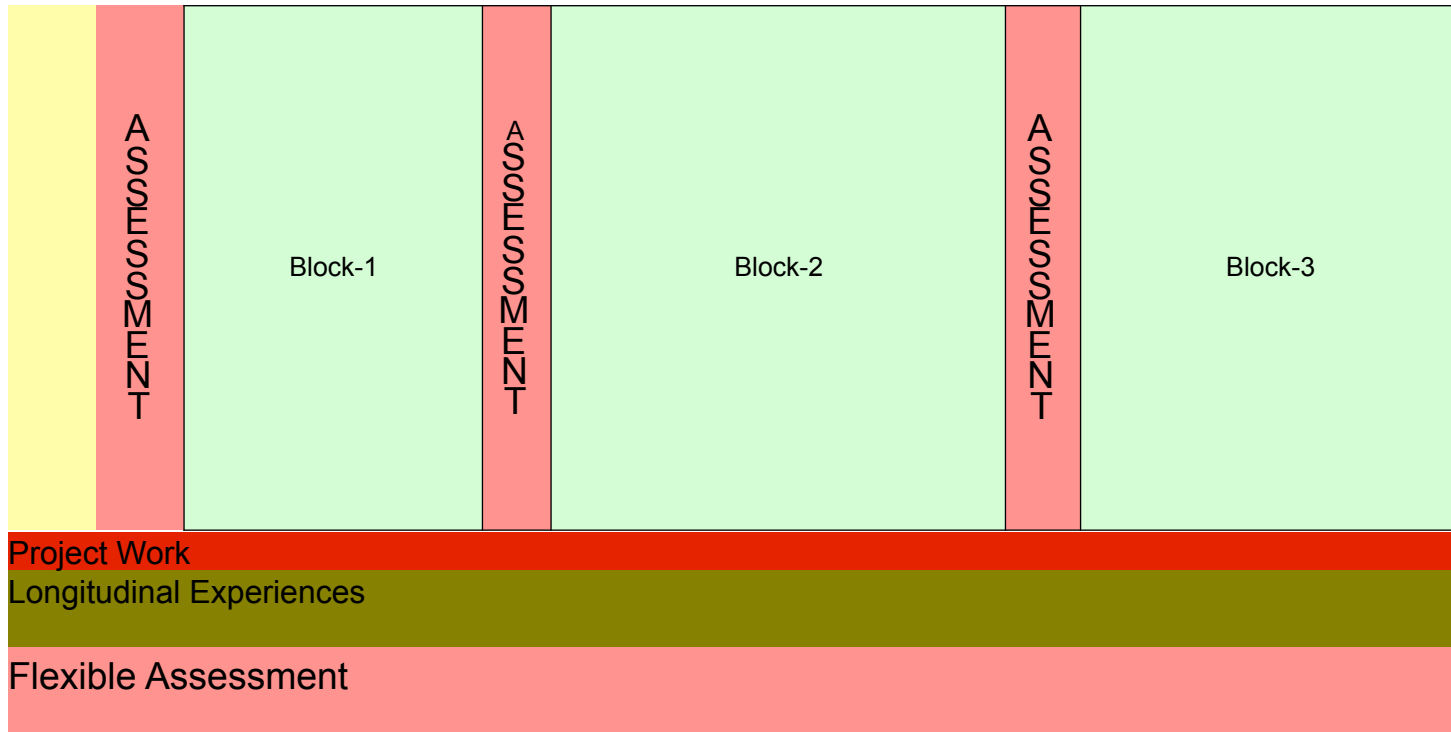 ASSESSMENT
Block-1
ASSESSMENT
Block-2
ASSESSMENT
Block-3
Project Work
Longitudinal Experiences
Flexible Assessment